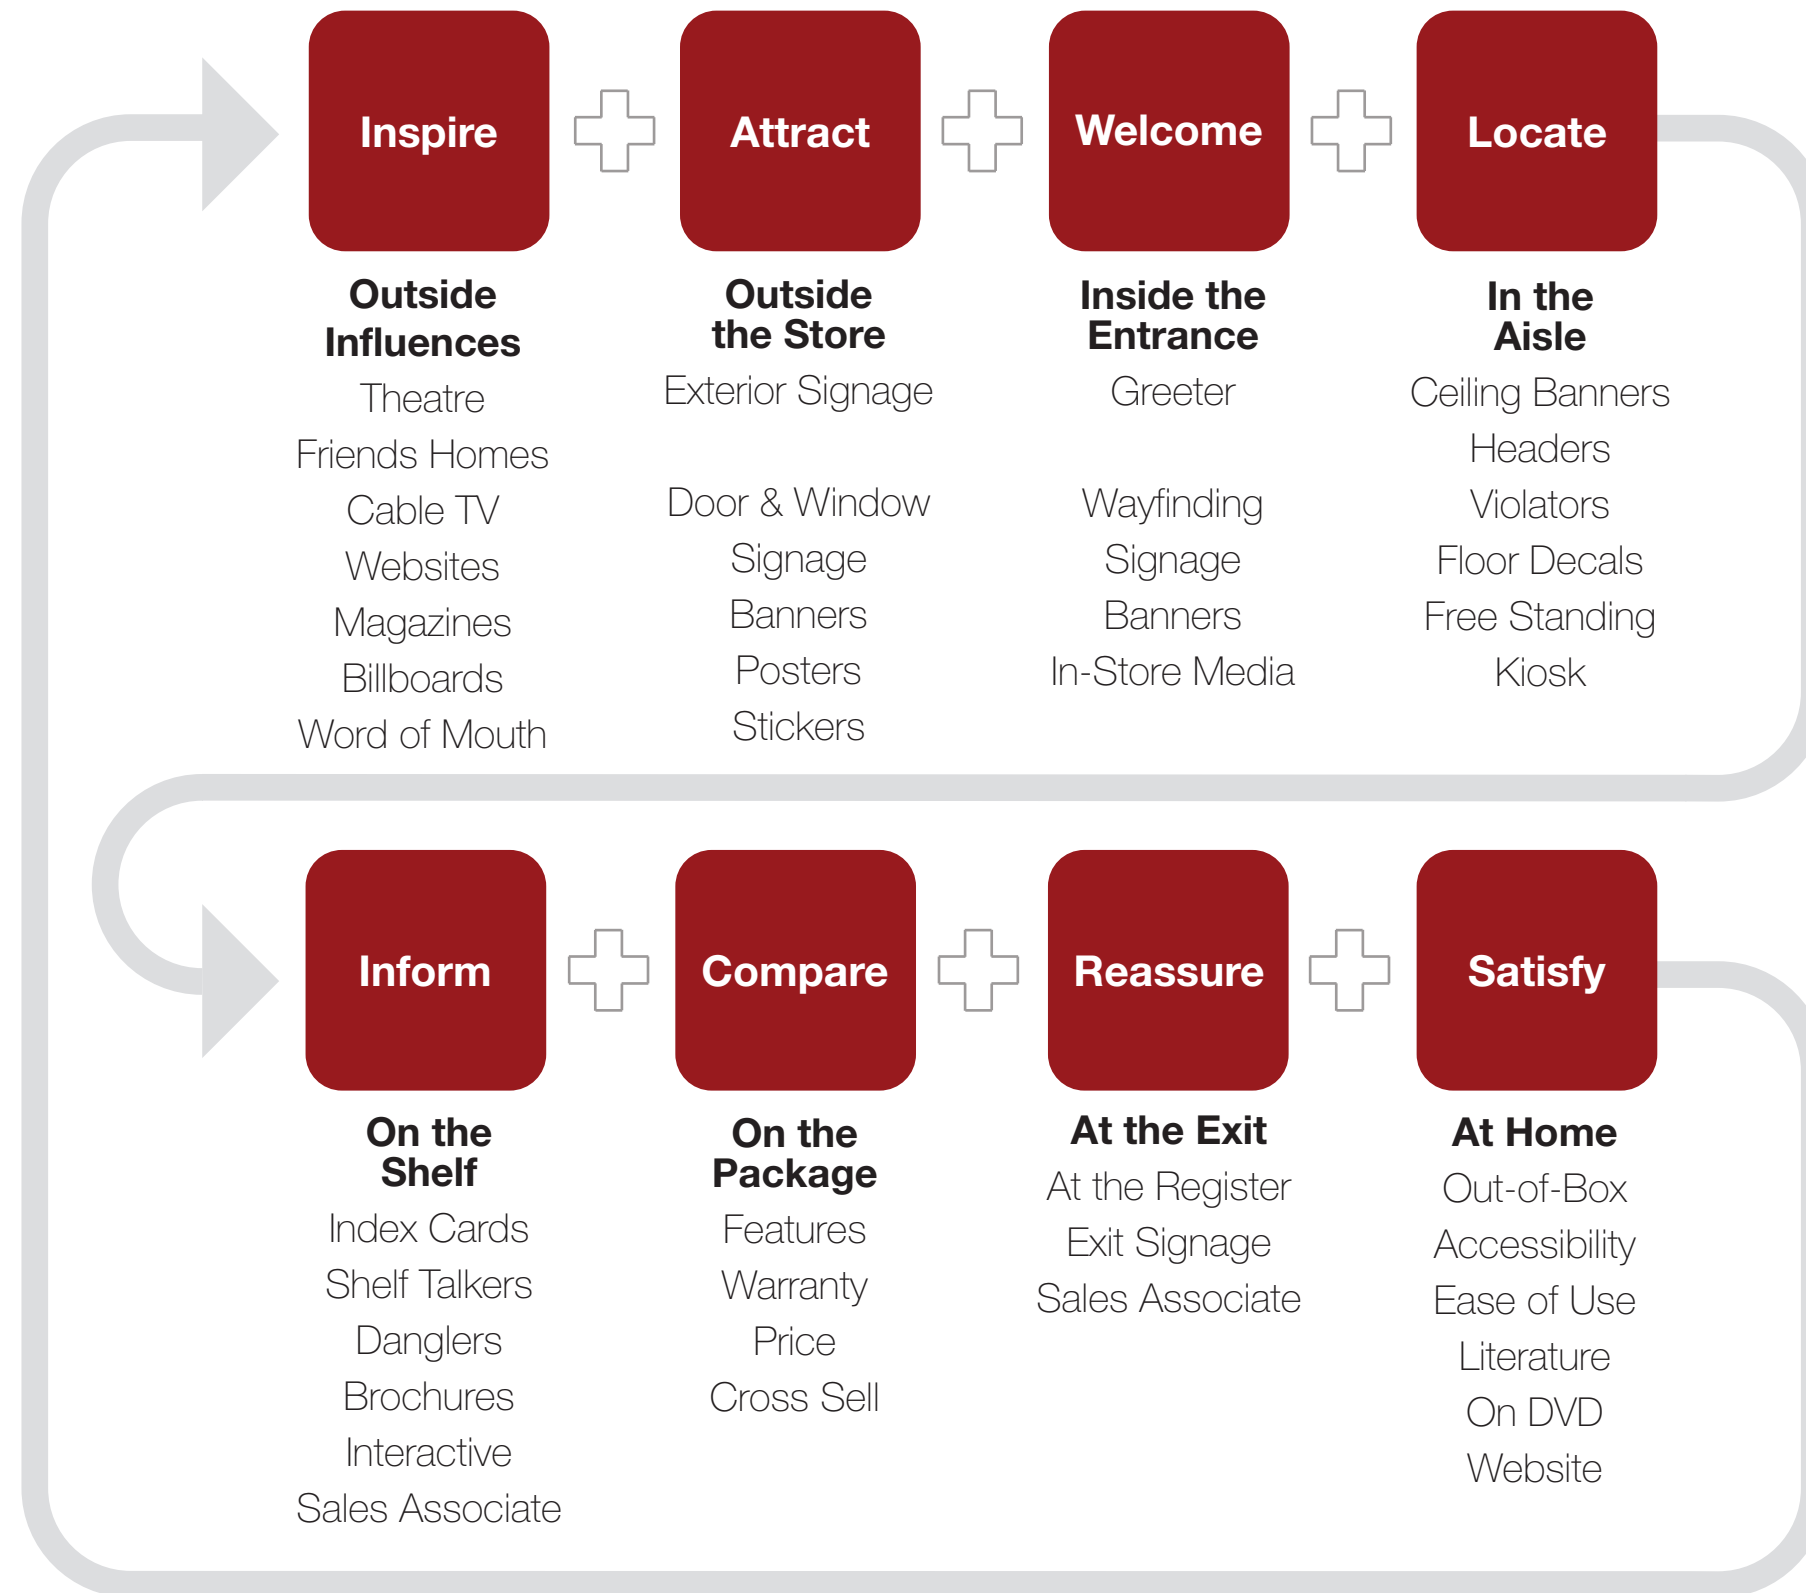 Inspire
Attract
Welcome
Locate
Outside
Influences
Theatre
Friends Homes
Cable TV
Websites
Magazines
Billboards
Word of Mouth
Outside
the Store
Exterior Signage
Door & Window
Signage
Banners
Posters
Stickers
Inside the
Entrance
Greeter
Wayfinding
Signage
Banners
In-Store Media
In the
Aisle
Ceiling Banners
Headers
Violators
Floor Decals
Free Standing
Kiosk
Inform
Compare
Reassure
Satisfy
On the
Shelf
Index Cards
Shelf Talkers
Danglers
Brochures
Interactive
Sales Associate
On the
Package
Features
Warranty
Price
Cross Sell
At the Exit
At the Register
Exit Signage
Sales Associate
At Home
Out-of-Box
Accessibility
Ease of Use
Literature
On DVD
Website